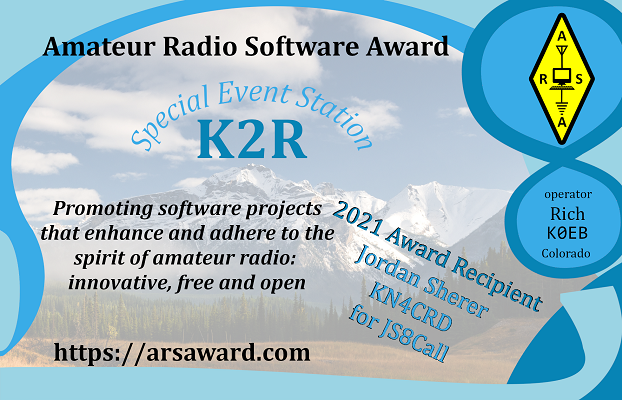 Amateur Radio Software Award
Special Event Station
K2R
Promoting software projects
that enhance and adhere to the
spirit of amateur radio:
innovative, free and open
https://arsaward.com
2021 Award Recipient
Jordan Sherer
KN4CRD
for JS8Call
A
R S
A
operator
Rich
K0EB
Colorado